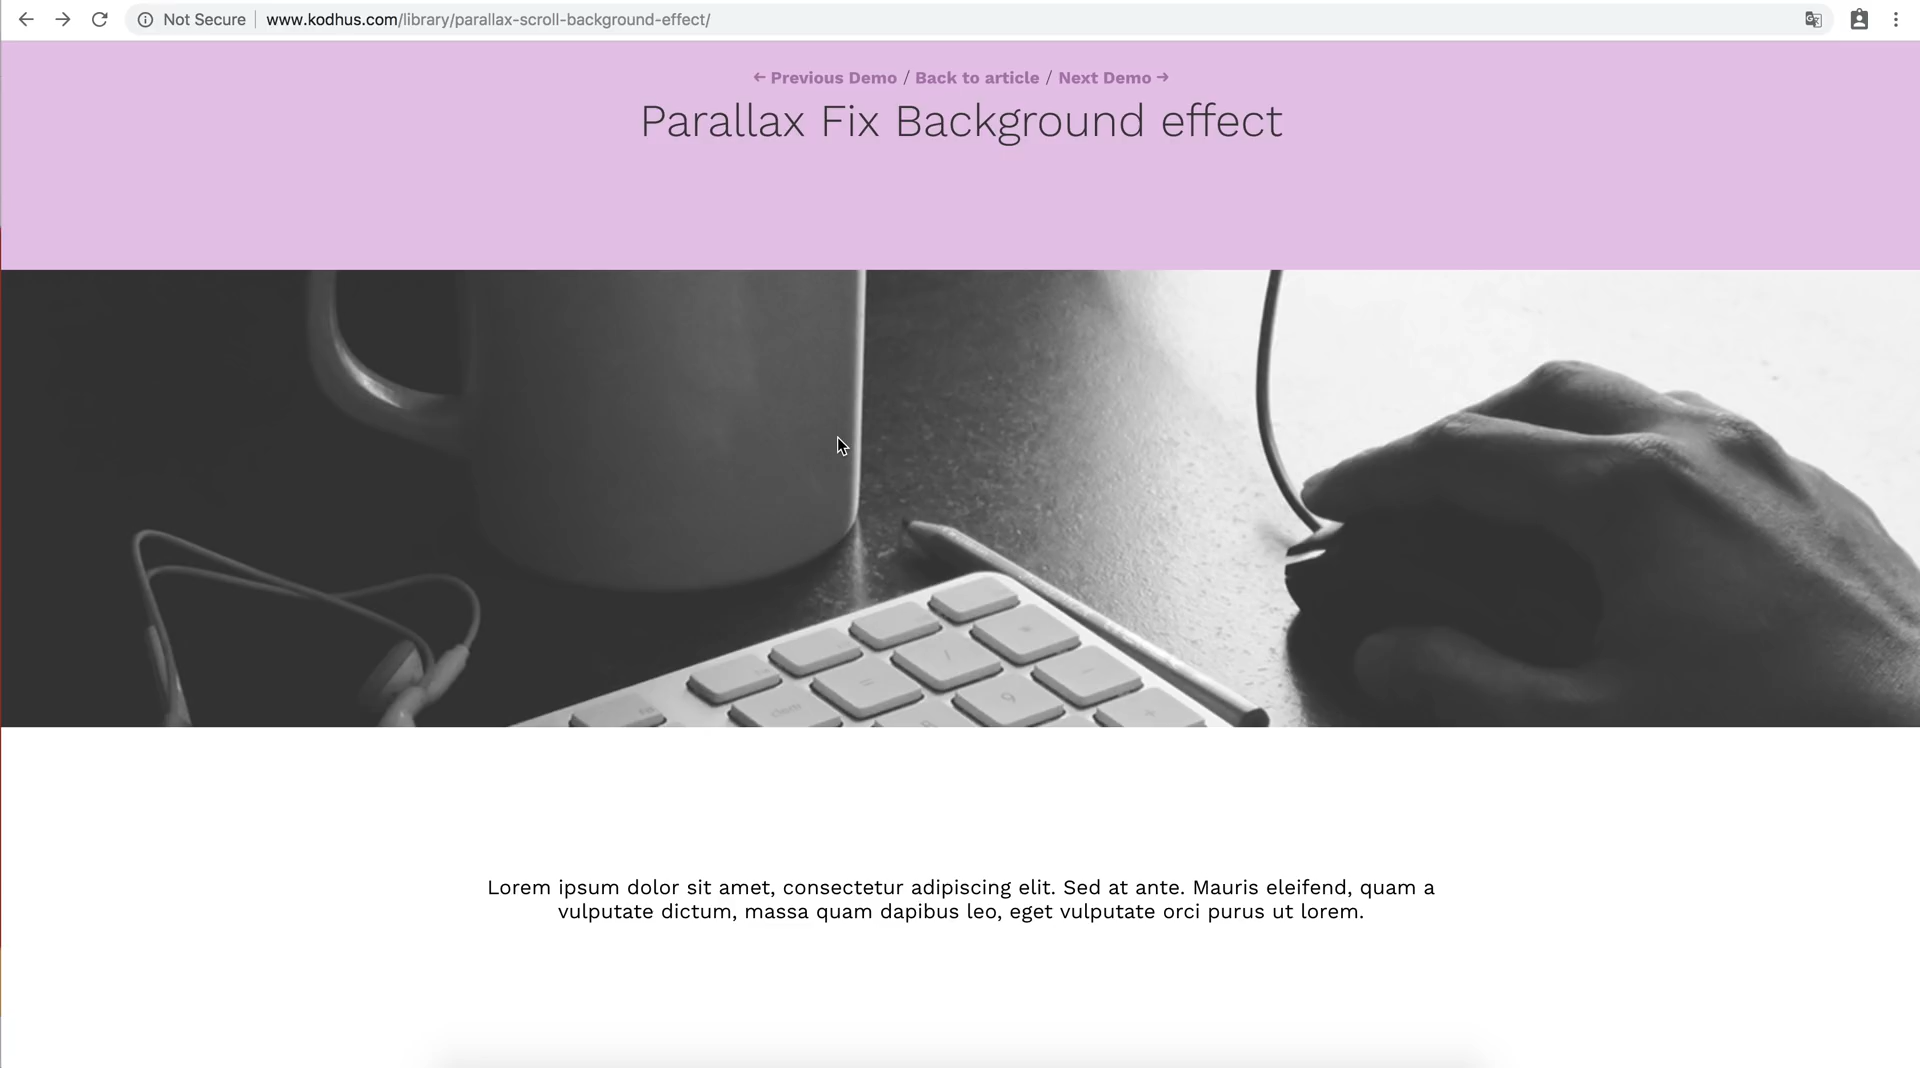 Not Secure www.kodhus.com/library/parallax-scroll-background-effect/
← Previous Demo / Back to article / Next Demo →
Parallax Fix Background effect
9
Lorem ipsum dolor sit amet, consectetur adipiscing elit. Sed at ante. Mauris eleifend, quam a
vulputate dictum, massa quam dapibus leo, eget vulputate orci purus ut lorem.